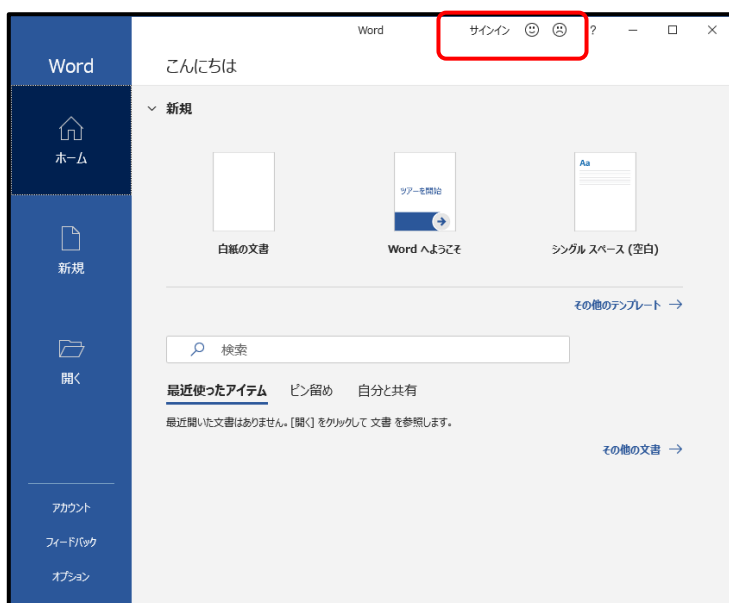 Word サインイン ?
Word
こんにちは
新規
ホーム
ツアーを開始
Aa
白紙の文書
Word へようこそ
シングル スペース (空白)
新規
その他のテンプレート
検索
開く
最近使ったアイテム ピン留め 自分と共有
最近開いた文書はありません。[開く] をクリックして 文書 を参照します。
その他の文書
アカウント
フィードバック
オプション